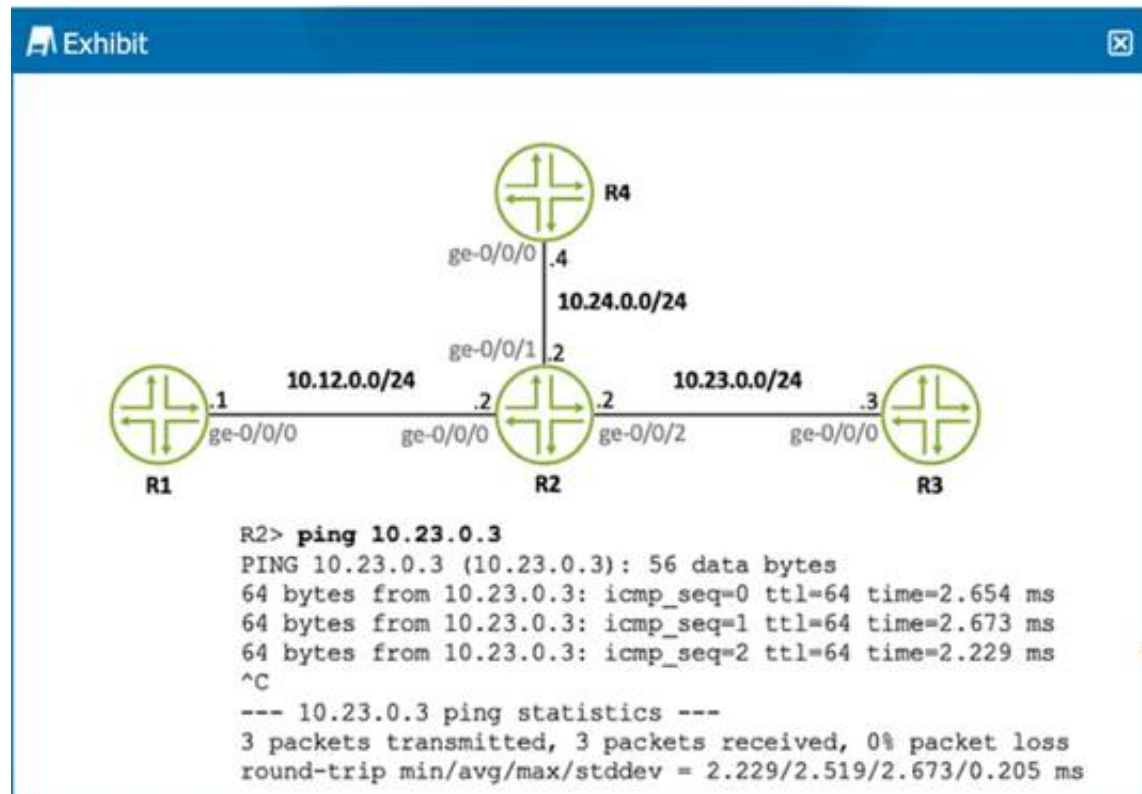 Exhibit
R4
ge-0/0/0 .4
10.24.0.0/24
ge-0/0/1 .2
10.12.0.0/24 10.23.0.0/24
.1 .2 .2 .3
ge-0/0/0 ge-0/0/0 ge-0/0/2 ge-0/0/0
R1 R2 R3
R2> ping 10.23.0.3
PING 10.23.0.3 (10.23.0.3): 56 data bytes
64 bytes from 10.23.0.3: icmp_seq=0 ttl=64 time=2.654 ms
64 bytes from 10.23.0.3: icmp_seq=1 ttl=64 time=2.673 ms
64 bytes from 10.23.0.3: icmp_seq=2 ttl=64 time=2.229 ms
^C
--- 10.23.0.3 ping statistics ---
3 packets transmitted, 3 packets received, 0% packet loss
round-trip min/avg/max/stddev = 2.229/2.519/2.673/0.205 ms